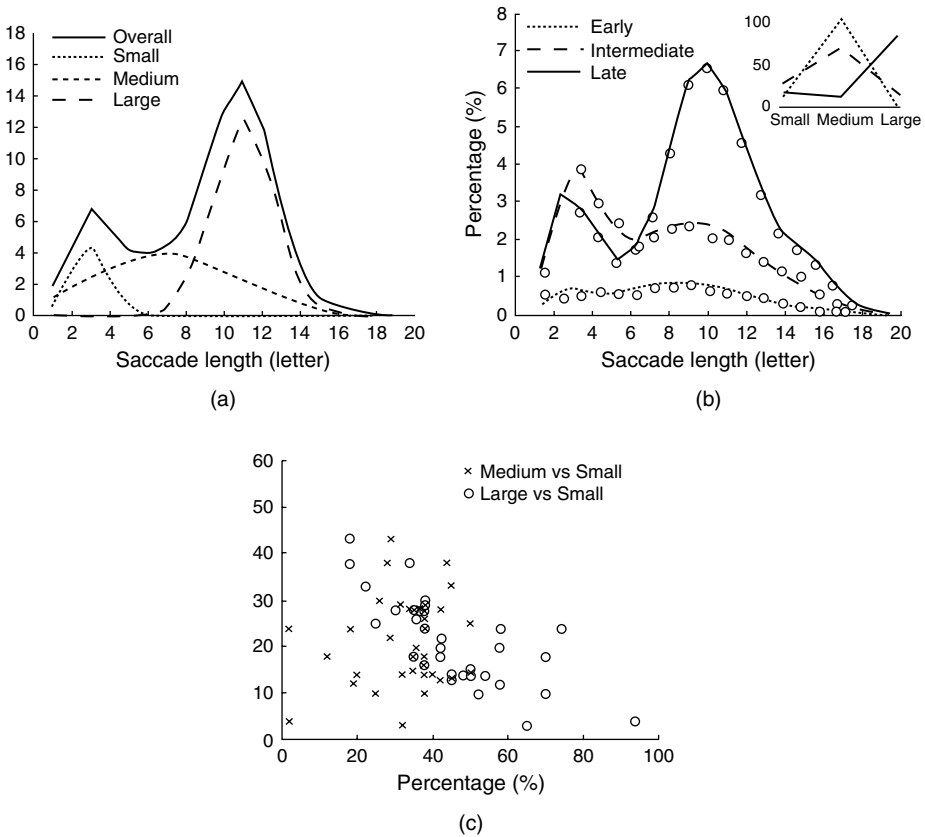 18
16
14
12
10
8
6
4
2
0
Overall
Small
Medium
Large
0 2 4 6 8 10 12 14 16 18 20
Saccade length (letter)
(a)
Percentage (%)
8
7
6
5
4
3
2
1
0
Early
Intermediate
Late
100
50
0
Small Medium Large
0 2 4 6 8 10 12 14 16 18 20
Saccade length (letter)
(b)
60
50
40
30
20
10
0
Medium vs Small
Large vs Small
0 20 40 60 80 100
Percentage (%)
(c)